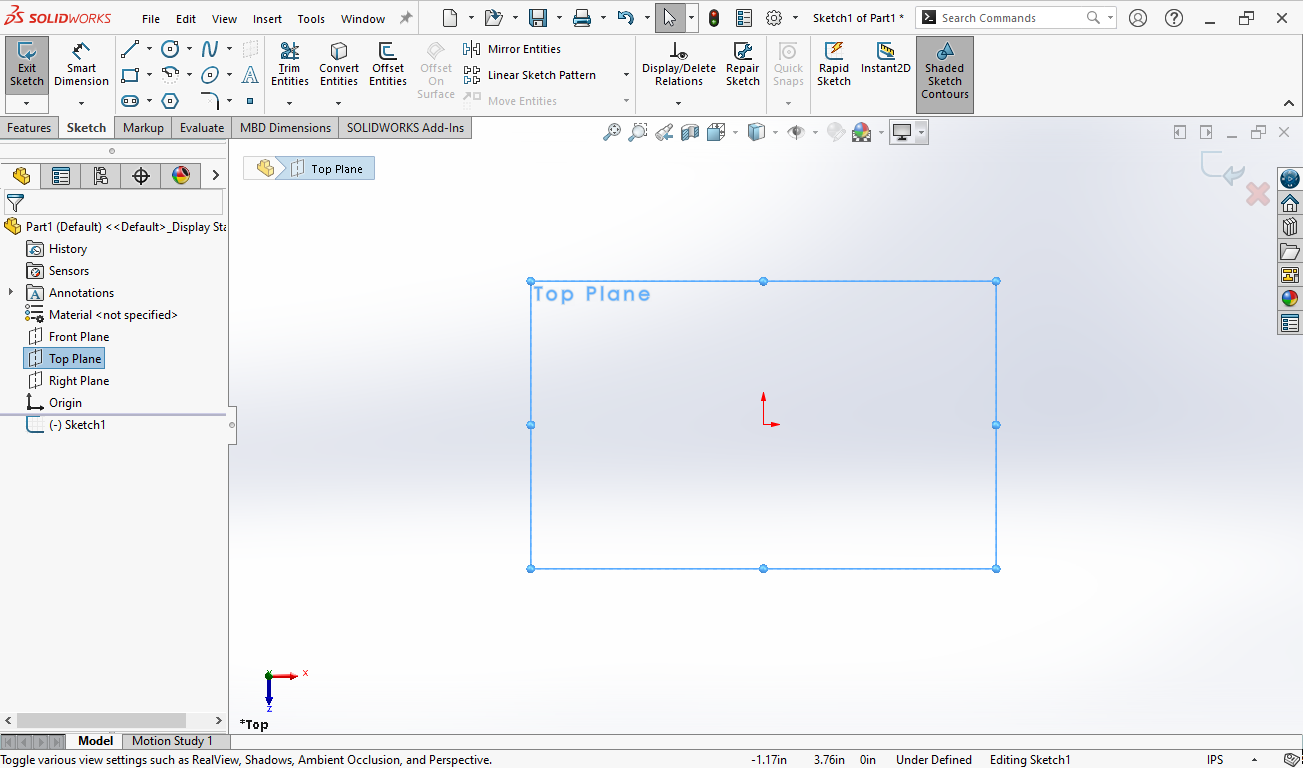 SOLIDWORKS File Edit View Insert Tools Window Sketch1 of Part1 * Search Commands
Exit Sketch
Smart Dimension
Trim Entities
Convert Entities
Offset Entities
Offset On Surface
Mirror Entities
Linear Sketch Pattern
Move Entities
Display/Delete Relations
Repair Sketch
Quick Snaps
Rapid Sketch
Instant2D
Shaded Sketch Contours
Features Sketch Markup Evaluate MBD Dimensions SOLIDWORKS Add-Ins
Top Plane
Part1 (Default) <<Default>_Display Sta
History
Sensors
Annotations
Material <not specified>
Front Plane
Top Plane
Right Plane
Origin
(-) Sketch1
Top Plane
Y
X
Z
*Top
Model Motion Study 1
Toggle various view settings such as RealView, Shadows, Ambient Occlusion, and Perspective. -1.17in 3.76in 0in Under Defined Editing Sketch1 IPS